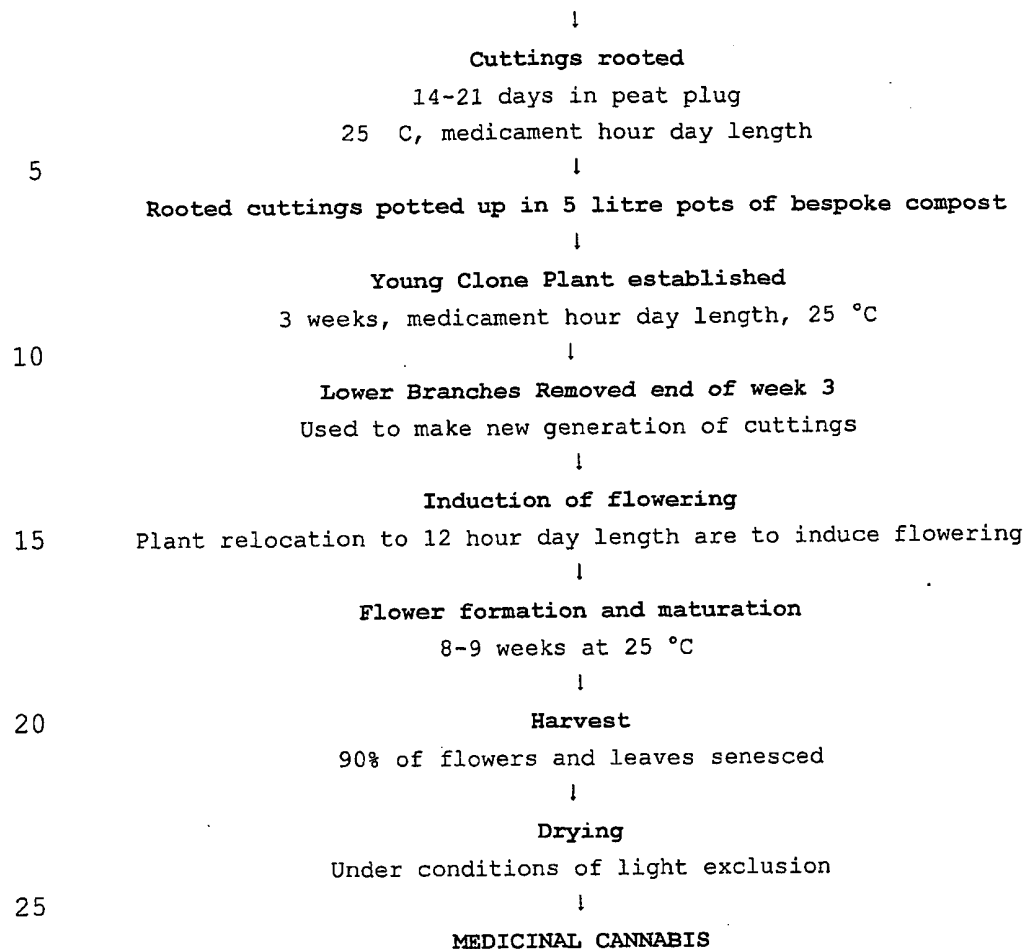 ↓
Cuttings rooted
14-21 days in peat plug
25 C, medicament hour day length
5 ↓
Rooted cuttings potted up in 5 litre pots of bespoke compost
↓
Young Clone Plant established
3 weeks, medicament hour day length, 25 °C
10 ↓
Lower Branches Removed end of week 3
Used to make new generation of cuttings
↓
Induction of flowering
15 Plant relocation to 12 hour day length are to induce flowering
↓
Flower formation and maturation
8-9 weeks at 25 °C
↓
20 Harvest
90% of flowers and leaves senesced
↓
Drying
Under conditions of light exclusion
25 ↓
MEDICINAL CANNABIS